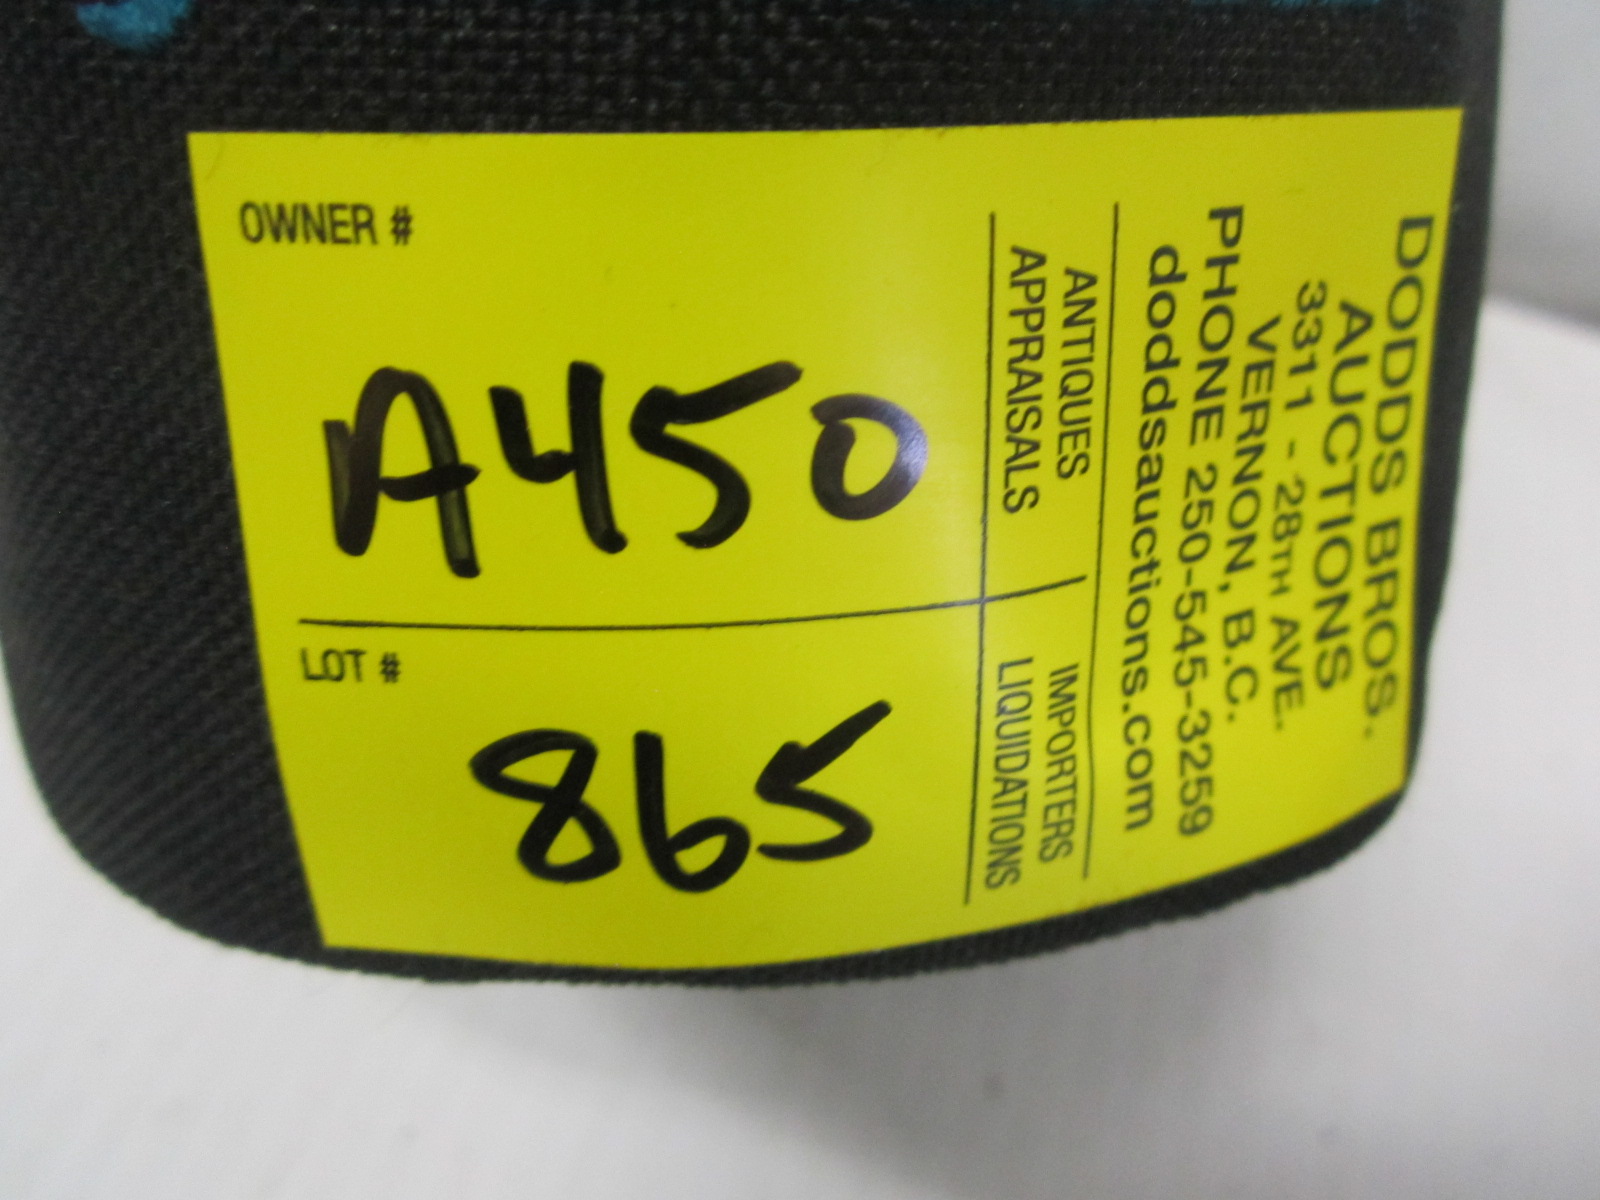 OWNER #
A450
LOT #
865
ANTIQUES
APPRAISALS
IMPORTERS
LIQUIDATIONS
DODDS BROS.
AUCTIONS
3311 - 28TH AVE.
VERNON, B.C.
PHONE 250-545-3259
doddsauctions.com